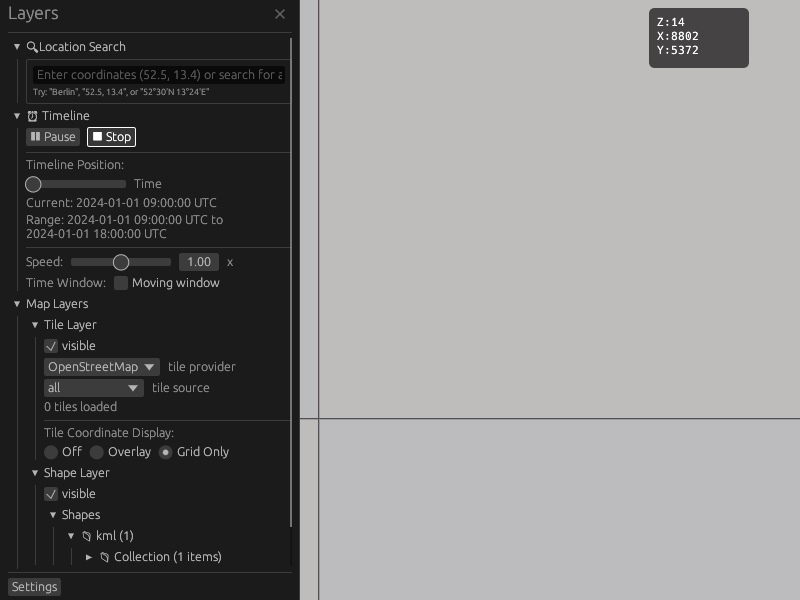 Layers
Location Search
Enter coordinates (52.5, 13.4) or search for a
Try: "Berlin", "52.5, 13.4", or "52°30'N 13°24'E"
Timeline
Pause Stop
Timeline Position:
Time
Current: 2024-01-01 09:00:00 UTC
Range: 2024-01-01 09:00:00 UTC to
2024-01-01 18:00:00 UTC
Speed: 1.00 x
Time Window: Moving window
Map Layers
Tile Layer
visible
OpenStreetMap tile provider
all tile source
0 tiles loaded
Tile Coordinate Display:
Off Overlay Grid Only
Shape Layer
visible
Shapes
kml (1)
Collection (1 items)
Settings
Z:14
X:8802
Y:5372